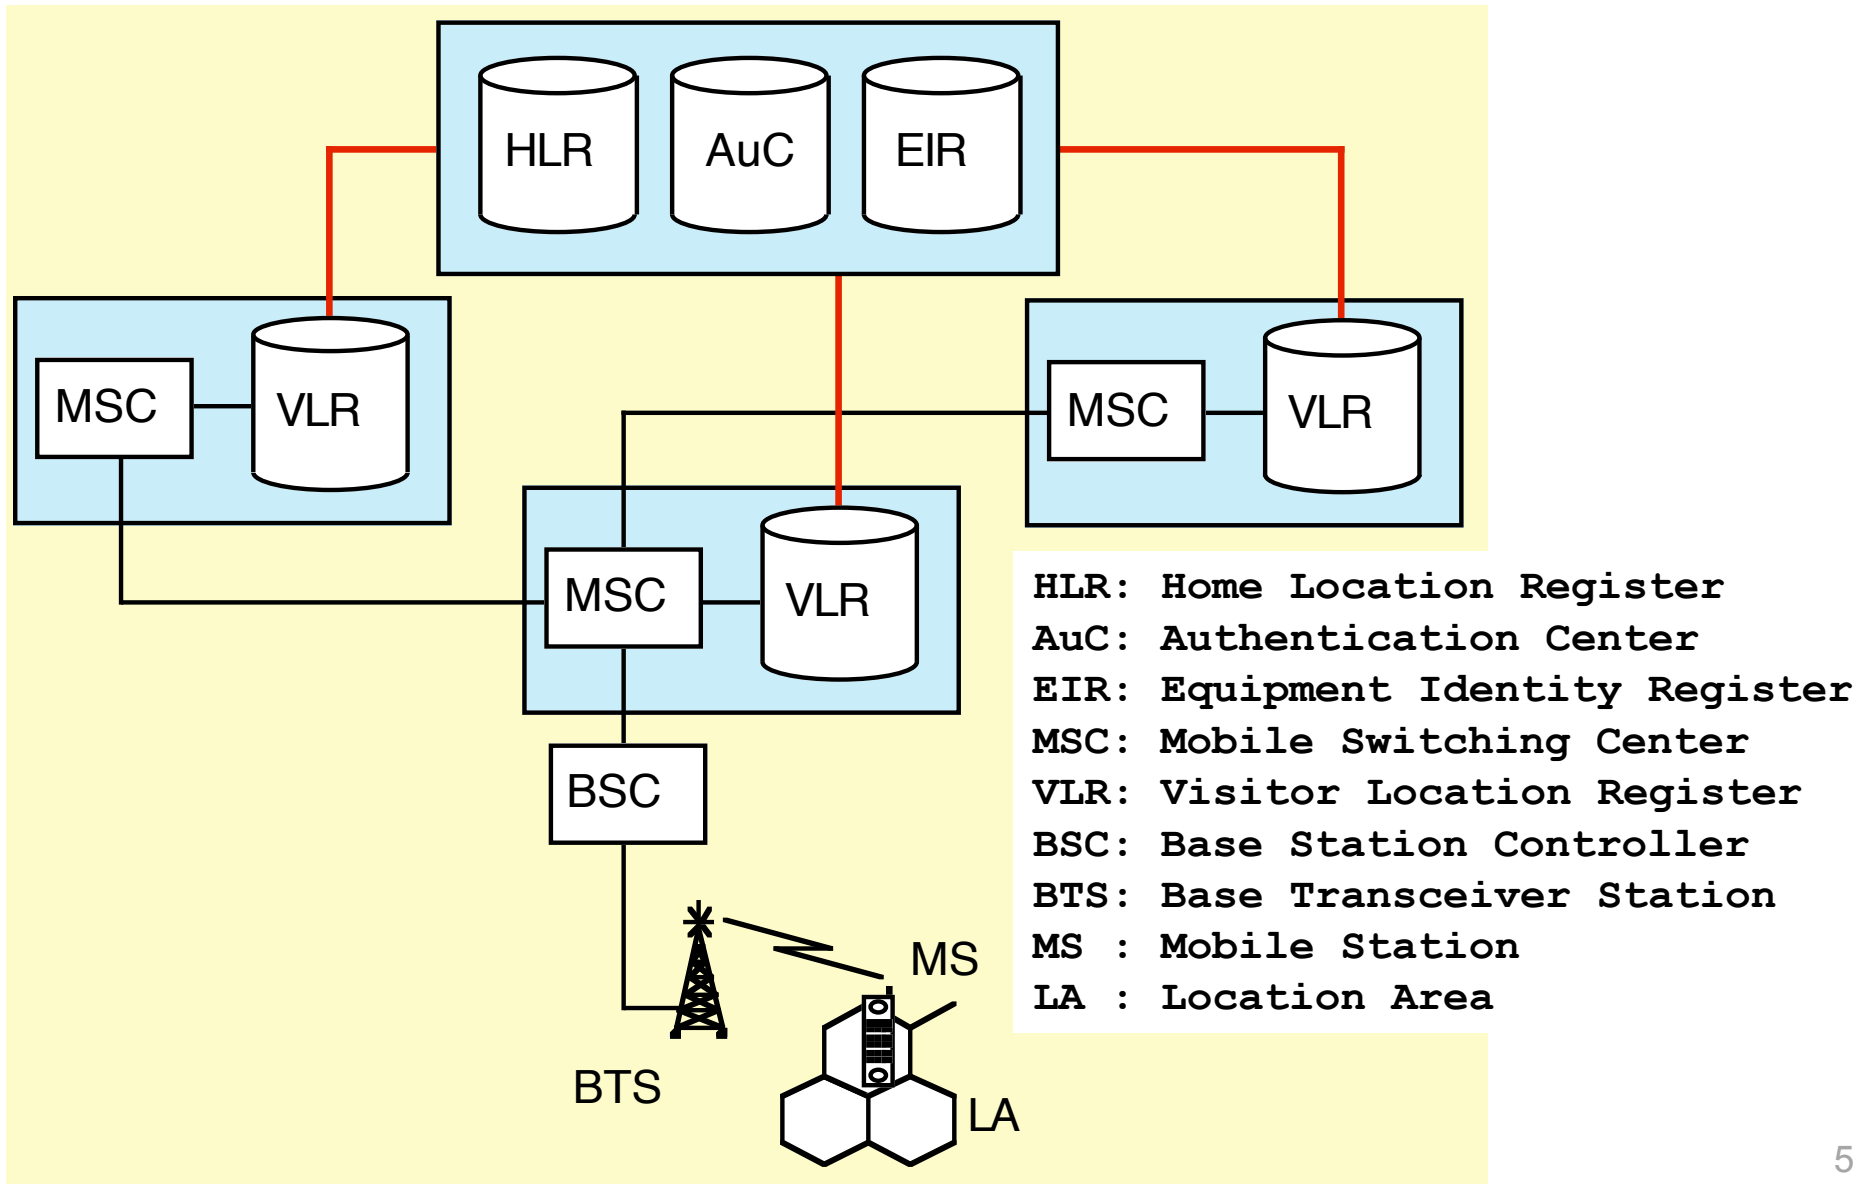 HLR
AuC
EIR
MSC
VLR
MSC
VLR
MSC
VLR
BSC
BTS
MS
LA
HLR: Home Location Register
AuC: Authentication Center
EIR: Equipment Identity Register
MSC: Mobile Switching Center
VLR: Visitor Location Register
BSC: Base Station Controller
BTS: Base Transceiver Station
MS : Mobile Station
LA : Location Area
5